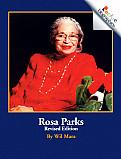 Rosa Parks
Revised Edition
By Wil Mara